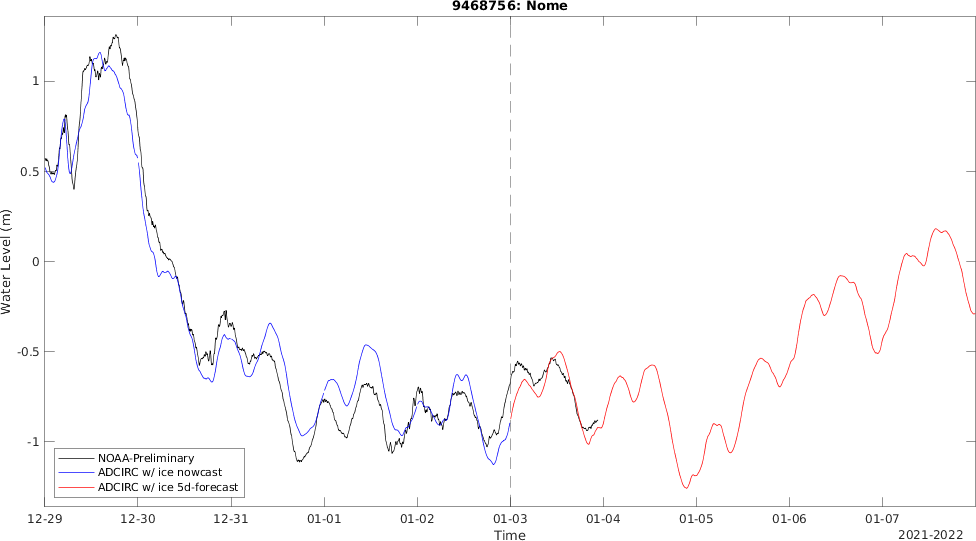 9468756: Nome
Water Level (m)
1
0.5
0
-0.5
-1
NOAA-Preliminary
ADCIRC w/ ice nowcast
ADCIRC w/ ice 5d-forecast
12-29 12-30 12-31 01-01 01-02 01-03 01-04 01-05 01-06 01-07
Time
2021-2022